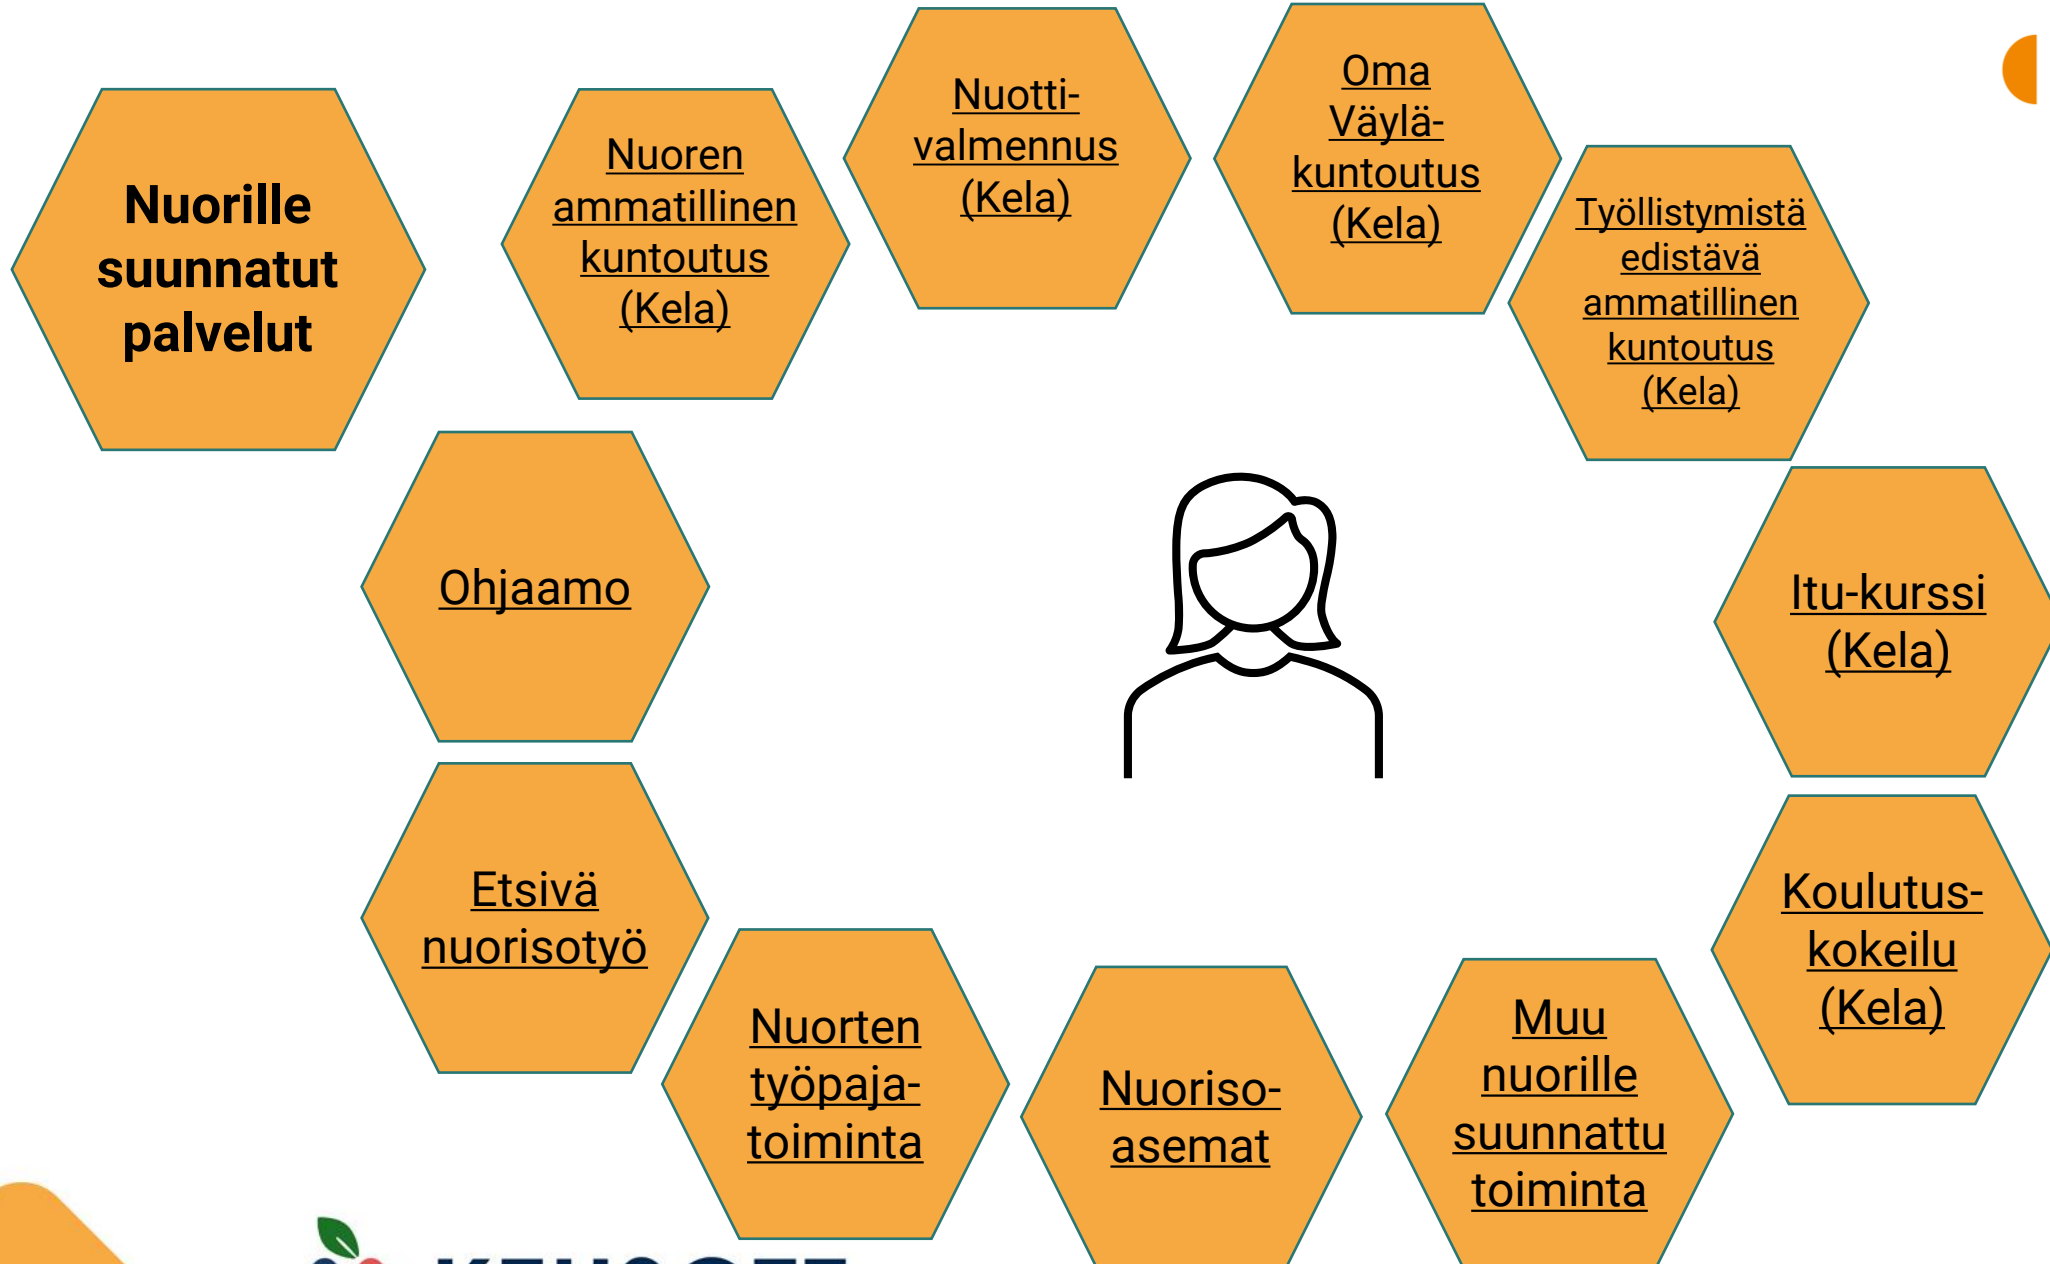 Nuorille
suunnatut
palvelut
Nuoren
ammatillinen
kuntoutus
(Kela)
Nuotti-
valmennus
(Kela)
Oma
Väylä-
kuntoutus
(Kela)
Työllistymistä
edistävä
ammatillinen
kuntoutus
(Kela)
Itu-kurssi
(Kela)
Koulutus-
kokeilu
(Kela)
Muu
nuorille
suunnattu
toiminta
Nuoriso-
asemat
Nuorten
työpaja-
toiminta
Etsivä
nuorisotyö
Ohjaamo